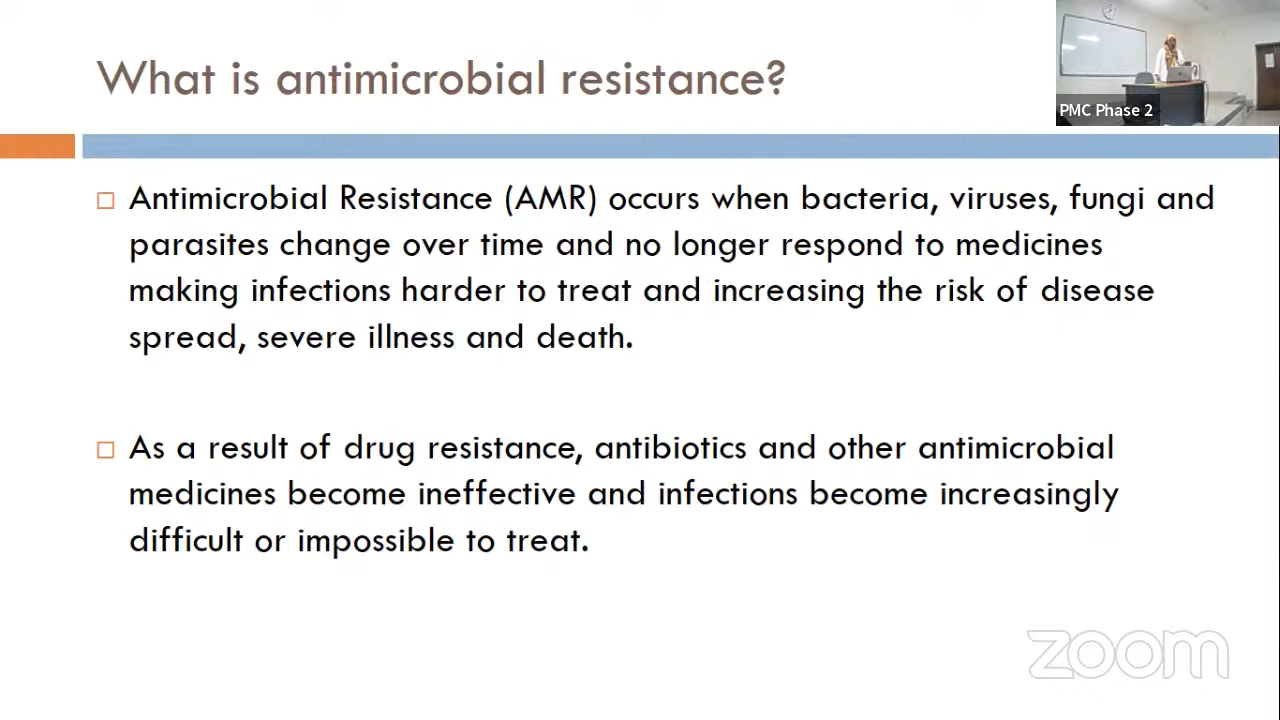 What is antimicrobial resistance?
PMC Phase 2
Antimicrobial Resistance (AMR) occurs when bacteria, viruses, fungi and
parasites change over time and no longer respond to medicines
making infections harder to treat and increasing the risk of disease
spread, severe illness and death.
As a result of drug resistance, antibiotics and other antimicrobial
medicines become ineffective and infections become increasingly
difficult or impossible to treat.
zoom